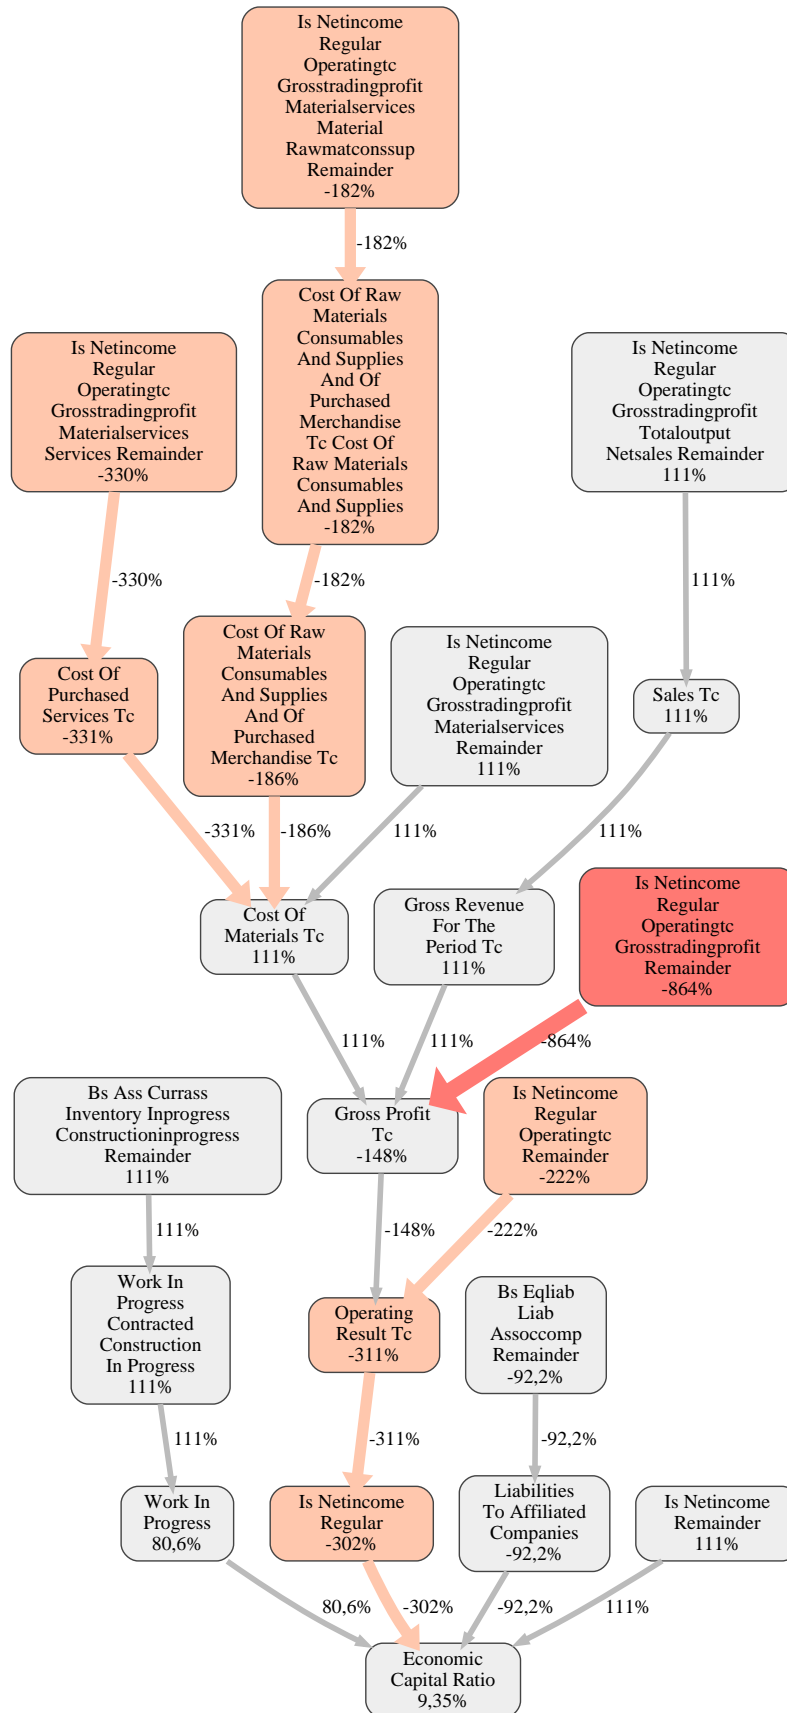 Is Netincome
Regular
Operatingtc
Grosstradingprofit
Materialservices
Material
Rawmatconssup
Remainder
-182%
-182%
Cost Of Raw
Materials
Consumables
And Supplies
And Of
Purchased
Merchandise
Tc Cost Of
Raw Materials
Consumables
And Supplies
-182%
Is Netincome
Regular
Operatingtc
Grosstradingprofit
Materialservices
Services Remainder
-330%
Is Netincome
Regular
Operatingtc
Grosstradingprofit
Totaloutput
Netsales Remainder
111%
-330%
-182%
111%
Cost Of
Purchased
Services Tc
-331%
Cost Of Raw
Materials
Consumables
And Supplies
And Of
Purchased
Merchandise Tc
-186%
Is Netincome
Regular
Operatingtc
Grosstradingprofit
Materialservices
Remainder
111%
Sales Tc
111%
-331%
-186%
111%
111%
Cost Of
Materials Tc
111%
Gross Revenue
For The
Period Tc
111%
Is Netincome
Regular
Operatingtc
Grosstradingprofit
Remainder
-864%
111%
111%
-864%
Bs Ass Currass
Inventory Inprogress
Constructioninprogress
Remainder
111%
Gross Profit
Tc
-148%
Is Netincome
Regular
Operatingtc
Remainder
-222%
111%
-148%
-222%
Work In
Progress
Contracted
Construction
In Progress
111%
Operating
Result Tc
-311%
Bs Eqliab
Liab
Assoccomp
Remainder
-92,2%
111%
-311%
-92,2%
Work In
Progress
80,6%
Is Netincome
Regular
-302%
Liabilities
To Affiliated
Companies
-92,2%
Is Netincome
Remainder
111%
80,6%
-302%
-92,2%
111%
Economic
Capital Ratio
9,35%